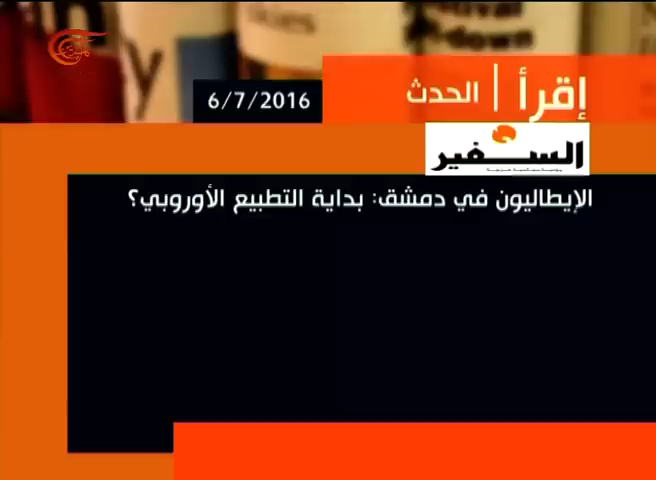 إقرأ | الحدث
6/7/2016
السفير
الإيطاليون في دمشق: بداية التطبيع الأوروبي؟